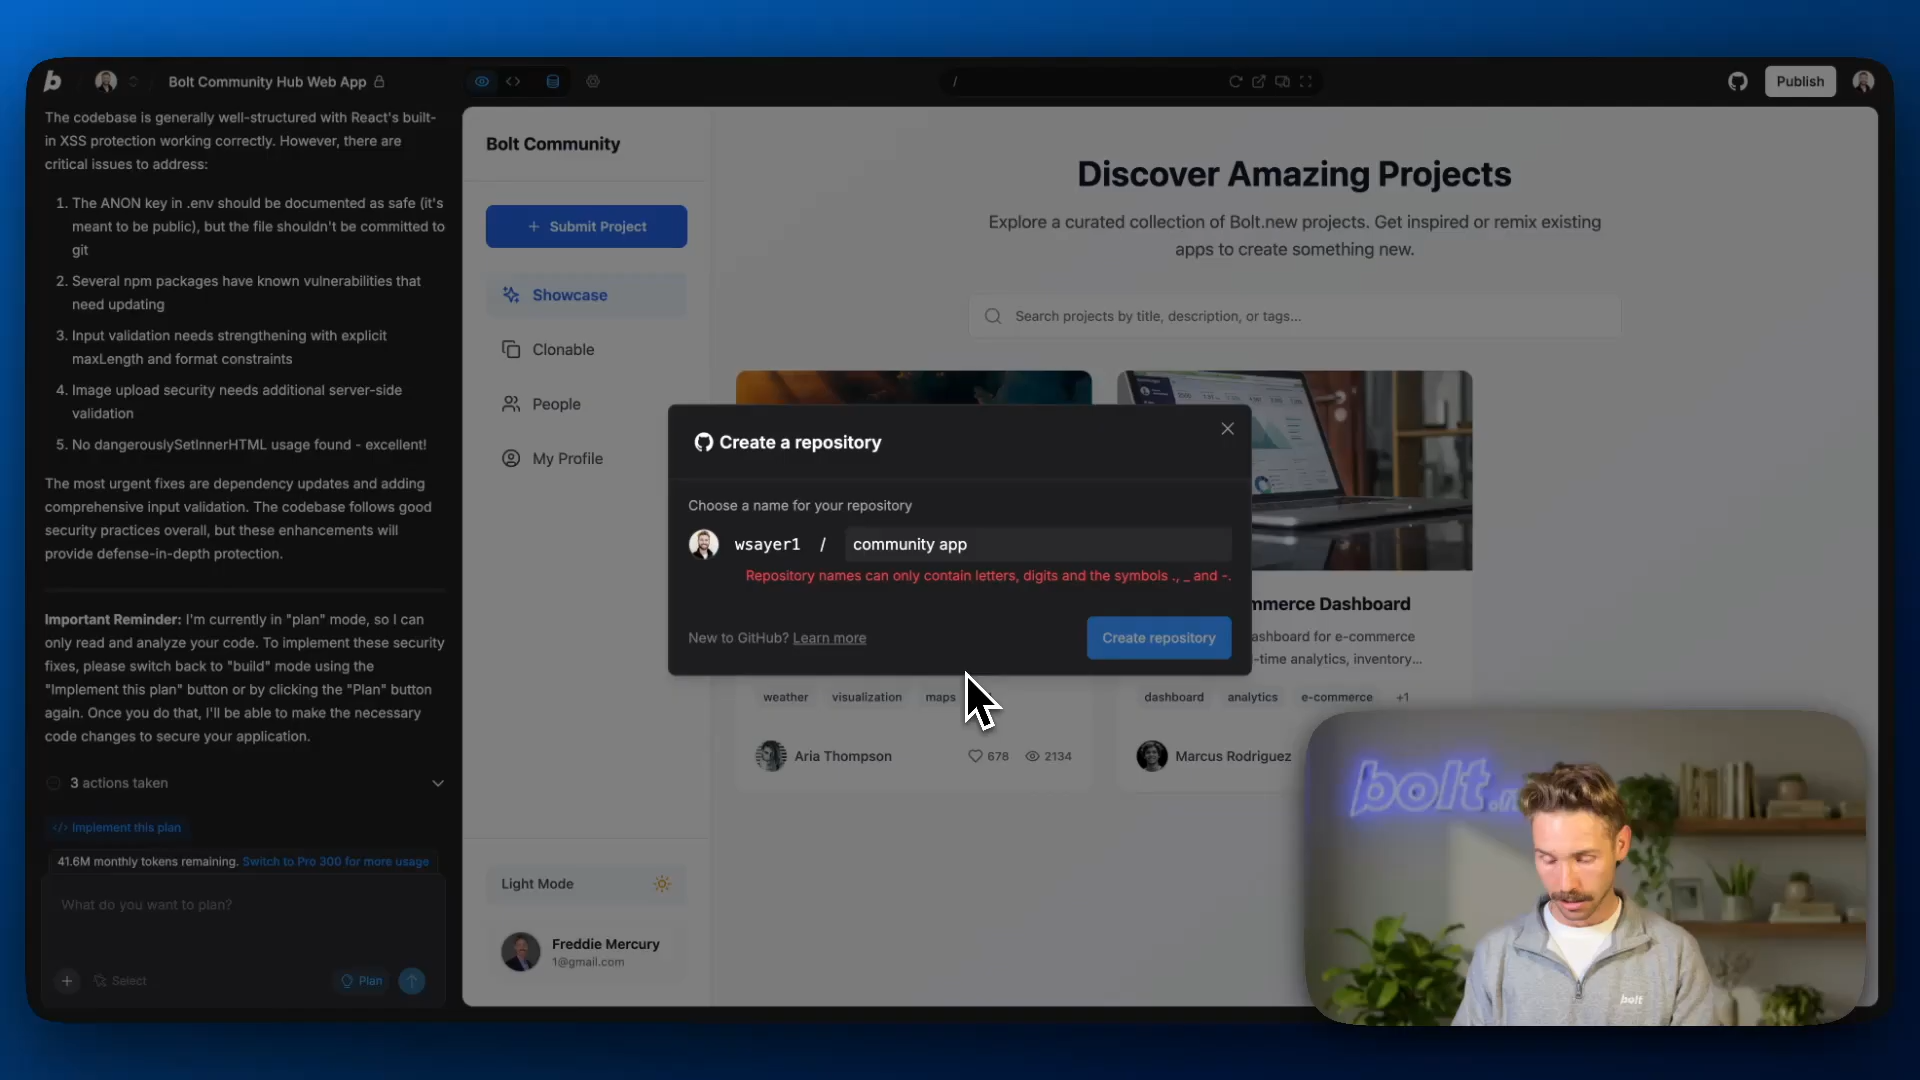 b
Bolt Community Hub Web App
/
Publish
The codebase is generally well-structured with React's built-
in XSS protection working correctly. However, there are
critical issues to address:
1. The ANON key in .env should be documented as safe (it's
meant to be public), but the file shouldn't be committed to
git
2. Several npm packages have known vulnerabilities that
need updating
3. Input validation needs strengthening with explicit
maxLength and format constraints
4. Image upload security needs additional server-side
validation
5. No dangerouslySetInnerHTML usage found - excellent!
The most urgent fixes are dependency updates and adding
comprehensive input validation. The codebase follows good
security practices overall, but these enhancements will
provide defense-in-depth protection.
Important Reminder: I'm currently in "plan" mode, so I can
only read and analyze your code. To implement these security
fixes, please switch back to "build" mode using the
"Implement this plan" button or by clicking the "Plan" button
again. Once you do that, I'll be able to make the necessary
code changes to secure your application.
3 actions taken
</> Implement this plan
41.6M monthly tokens remaining. Switch to Pro 300 for more usage
What do you want to plan?
Select
Plan
Bolt Community
+ Submit Project
Showcase
Clonable
People
My Profile
Light Mode
Freddie Mercury
1@gmail.com
Discover Amazing Projects
Explore a curated collection of Bolt.new projects. Get inspired or remix existing
apps to create something new.
Search projects by title, description, or tags...
Create a repository
Choose a name for your repository
wsayer1 / community app
Repository names can only contain letters, digits and the symbols ., _ and -.
New to GitHub? Learn more
Create repository
weather visualization maps
Aria Thompson 678 2134
mmerce Dashboard
ashboard for e-commerce
-time analytics, inventory...
dashboard analytics e-commerce +1
Marcus Rodriguez
bolt.n
bolt